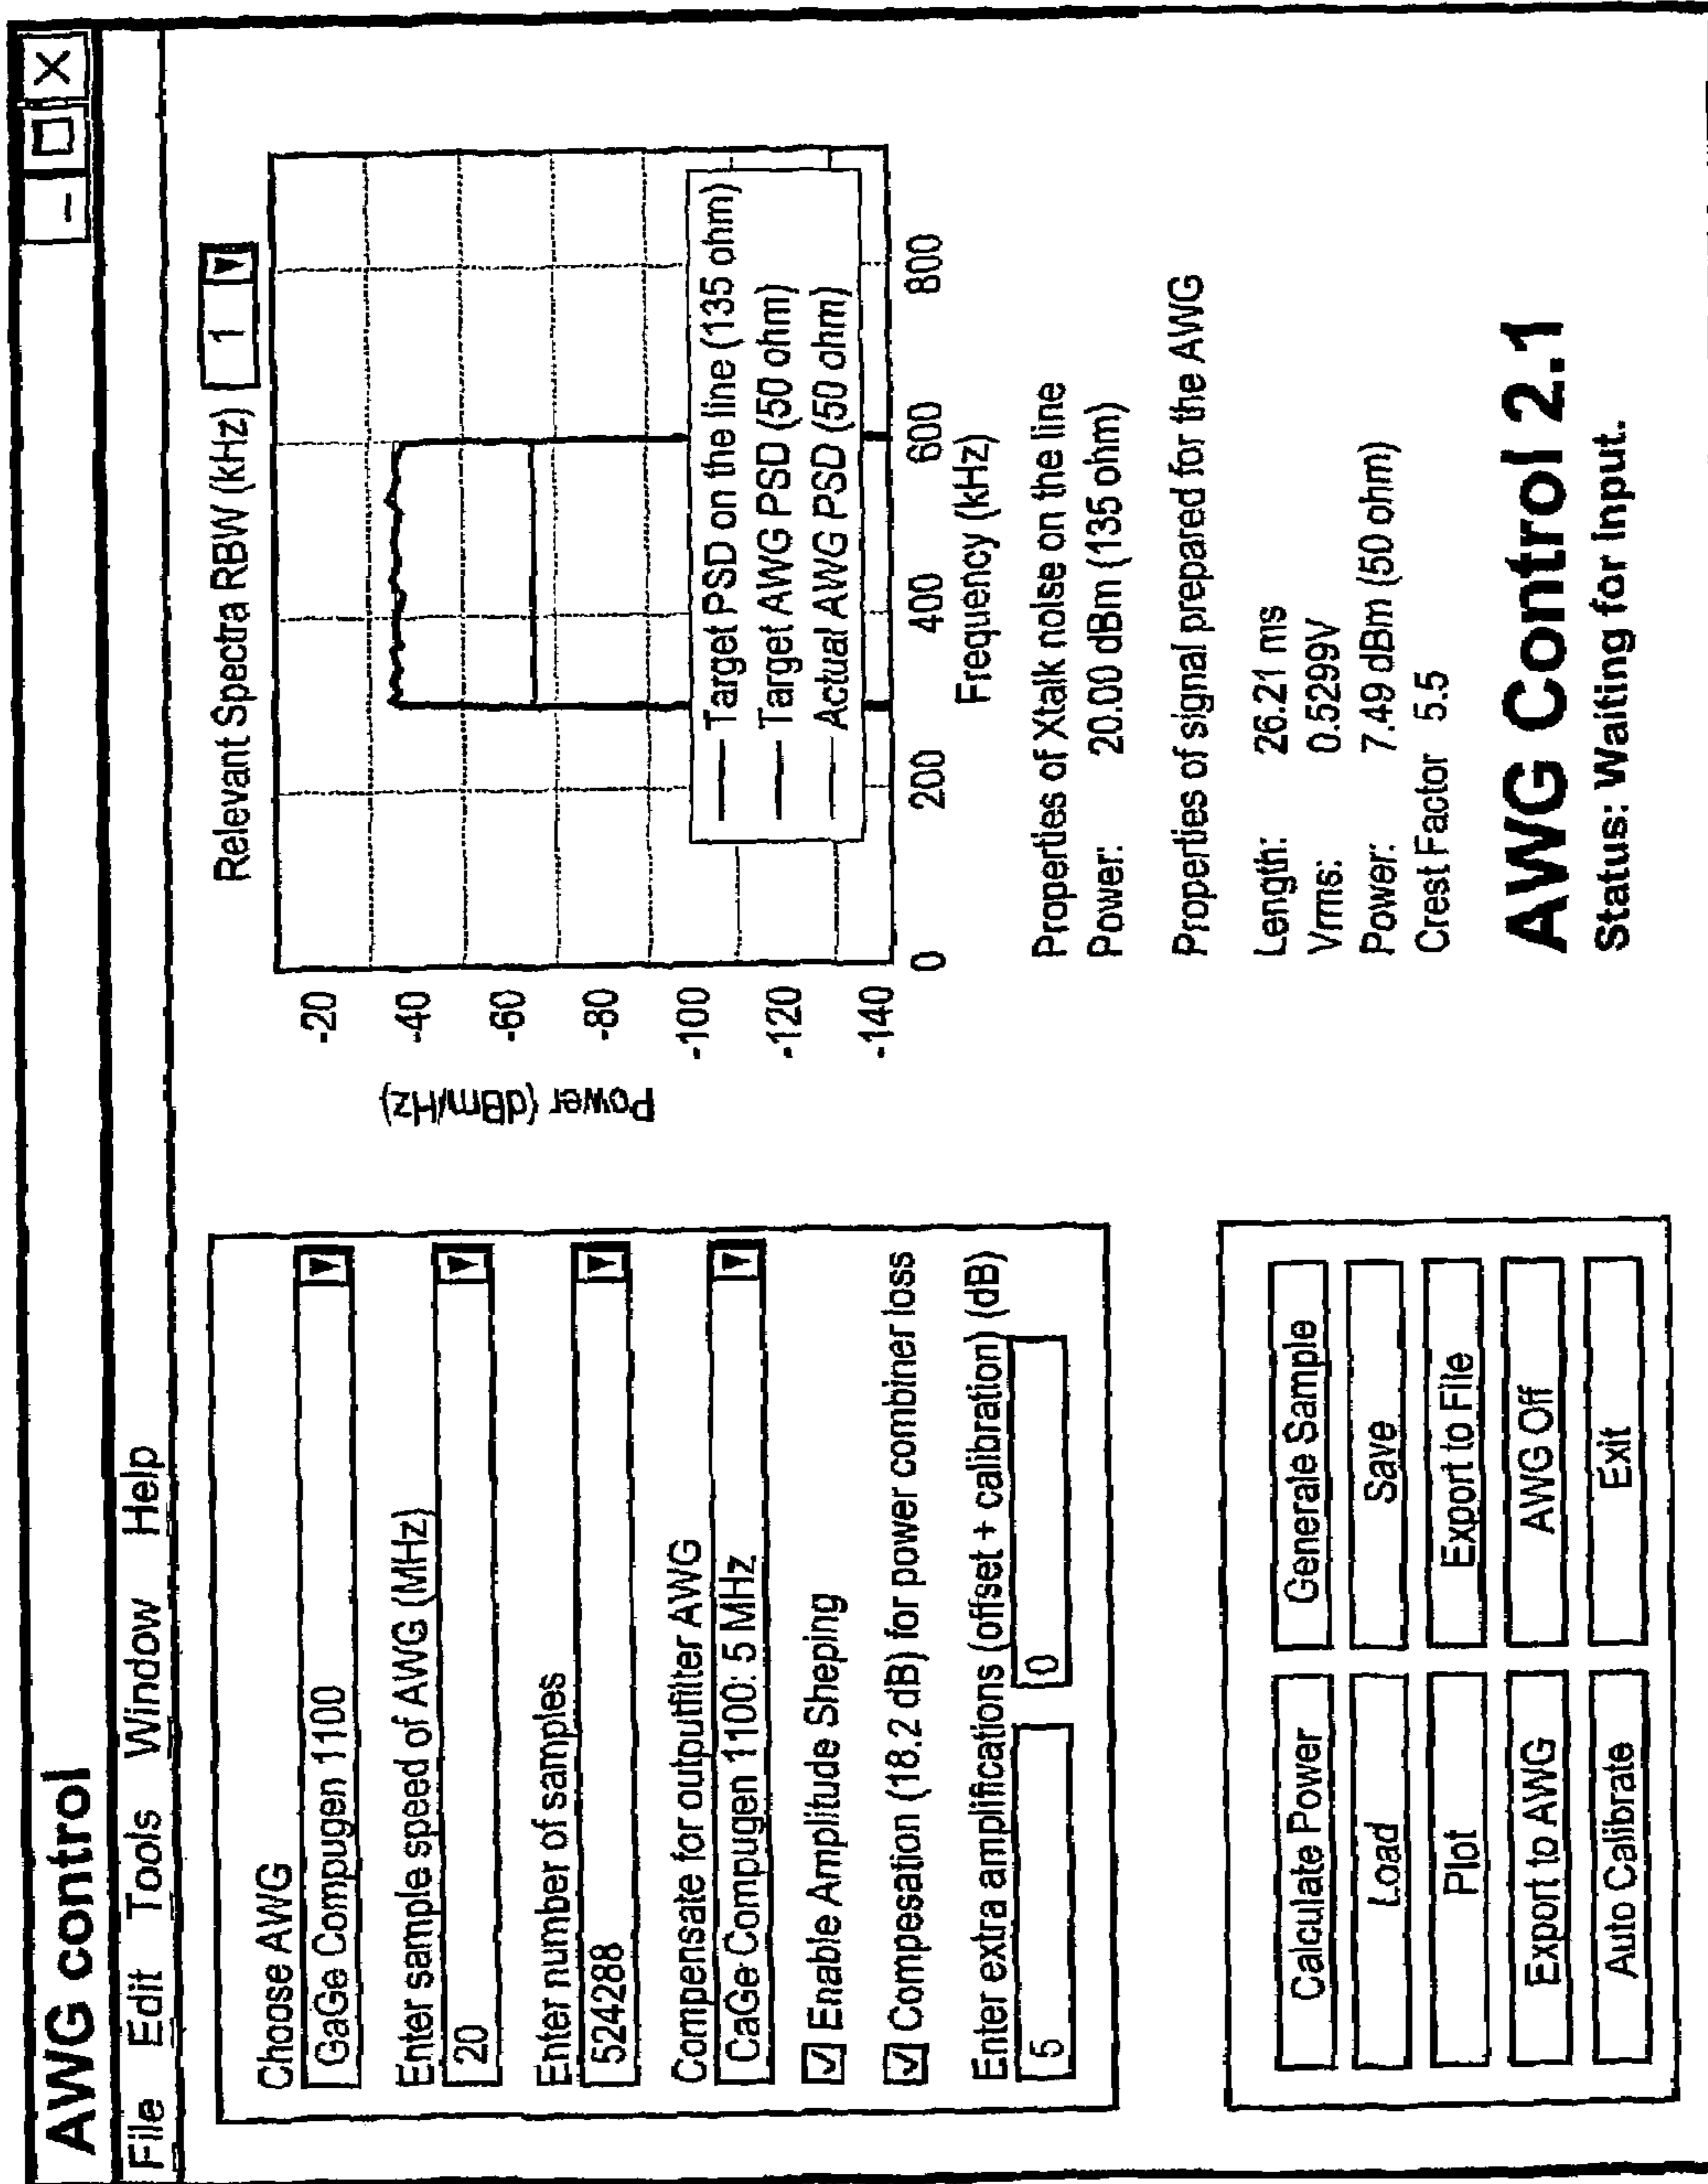 AWG control
File Edit Tools Window Help
Choose AWG
GaGe Compugen 1100
Enter sample speed of AWG (MHz)
20
Enter number of samples
524288
Compensate for outputfilter AWG
CaGe Compugen 1100: 5 MHz
Enable Amplitude Sheping
Compesation (18.2 dB) for power combiner loss
Enter extra amplifications (offset + calibration) (dB)
5 0
Calculate Power Generale Sample
Load Save
Plot Export to File
Export to AWG AWG Off
Auto Calibrate Exit
Relevant Spectra RBW (kHz) 1
Power (dBm/Hz)
-20
-40
-60
-80
-100
-120
-140
Target PSD on the line (135 ohm)
Target AWG PSD (50 ohm)
Actual AWG PSD (50 ohm)
0 200 400 600 800
Frequency (kHz)
Properties of Xtalk noise on the line
Power: 20.00 dBm (135 ohm)
Properties of signal prepared for the AWG
Length: 26.21 ms
Vrms: 0.5299V
Power: 7.49 dBm (50 ohm)
Crest Factor 5.5
AWG Control 2.1
Status: Waiting for Input.